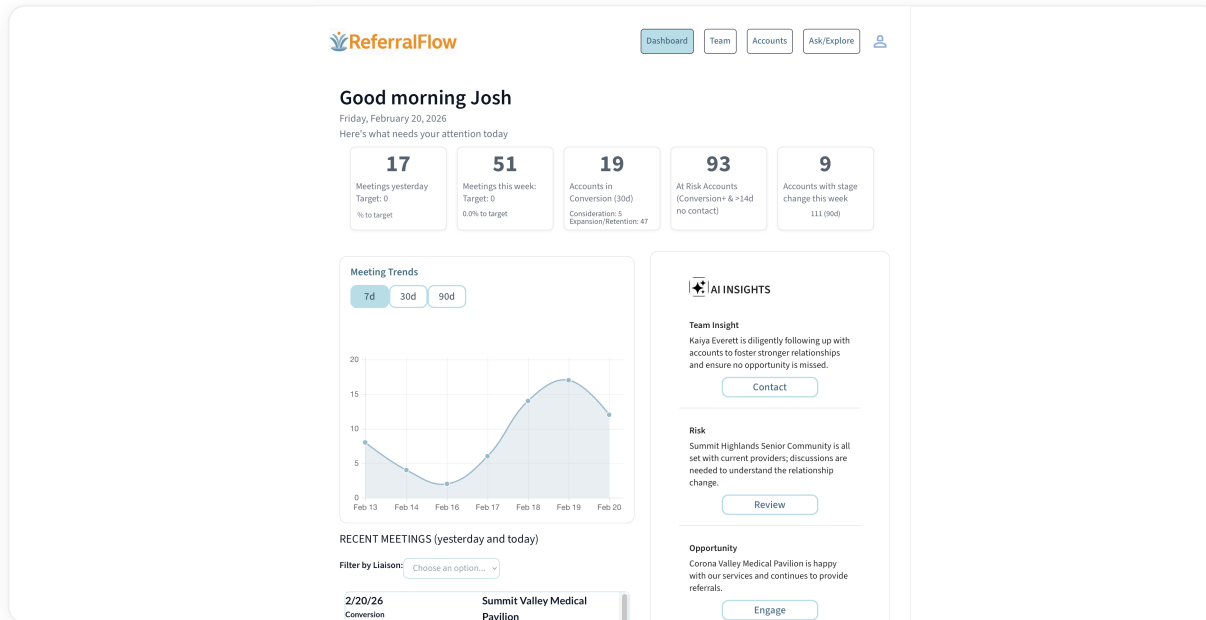 ReferralFlow
Dashboard
Team
Accounts
Ask/Explore
Good morning Josh
Friday, February 20, 2026
Here's what needs your attention today
17
Meetings yesterday
Target: 0
% to target
51
Meetings this week:
Target: 0
0.0% to target
19
Accounts in
Conversion (30d)
Consideration: 5
Expansion/Retention: 47
93
At Risk Accounts
(Conversion+ & >14d
no contact)
9
Accounts with stage
change this week
111 (90d)
Meeting Trends
7d
30d
90d
20
15
10
5
0
Feb 13
Feb 14
Feb 16
Feb 17
Feb 18
Feb 19
Feb 20
RECENT MEETINGS (yesterday and today)
Filter by Liaison:
Choose an option...
2/20/26
Conversion
Summit Valley Medical
Pavilion
AI INSIGHTS
Team Insight
Kaiya Everett is diligently following up with
accounts to foster stronger relationships
and ensure no opportunity is missed.
Contact
Risk
Summit Highlands Senior Community is all
set with current providers; discussions are
needed to understand the relationship
change.
Review
Opportunity
Corona Valley Medical Pavilion is happy
with our services and continues to provide
referrals.
Engage